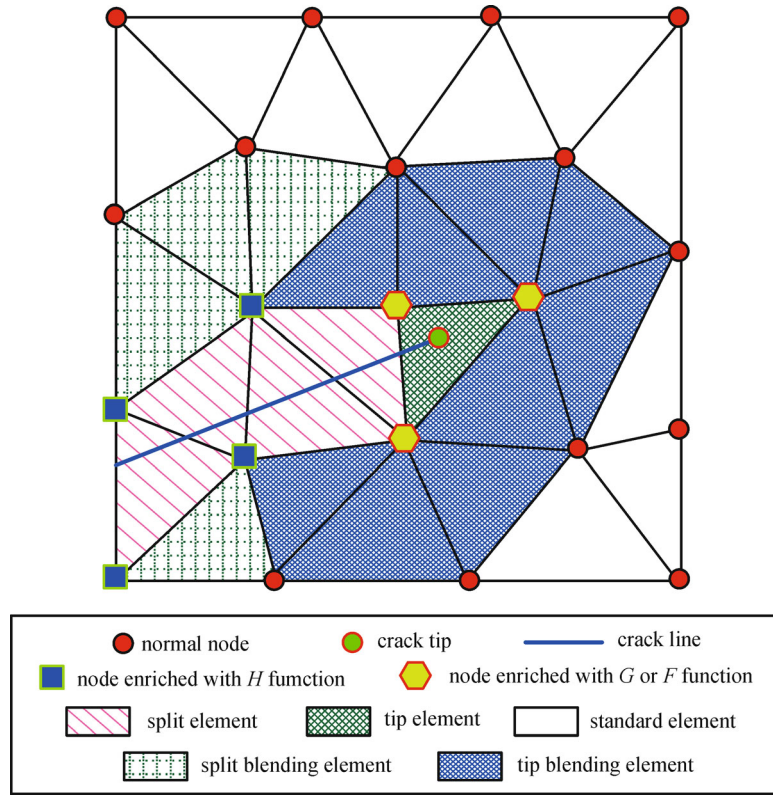 normal node crack tip crack line
node enriched with H fumction node enriched with G or F function
split element tip element standard element
split blending element tip blending element